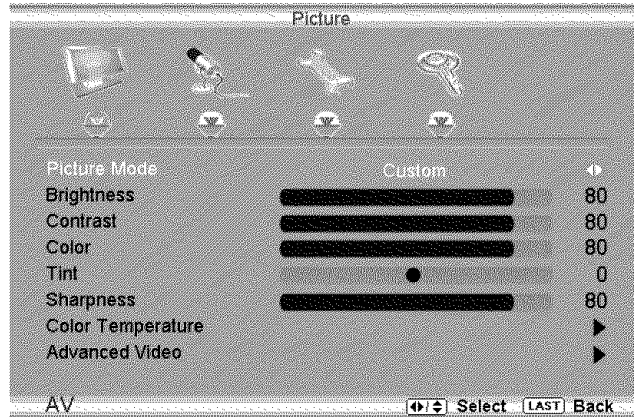 Picture
Picture Mode Custom
Brightness 80
Contrast 80
Color 80
Tint 0
Sharpness 80
Color Temperature
Advanced Video
AV Select LAST Back